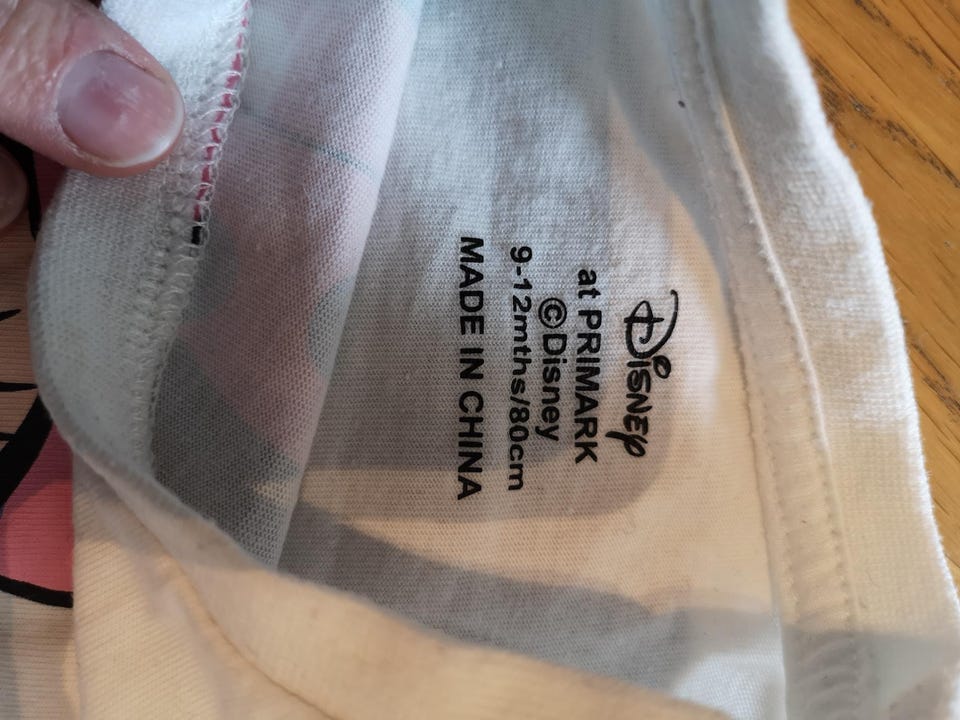 Disney
at PRIMARK
©Disney
9-12mths/80cm
MADE IN CHINA